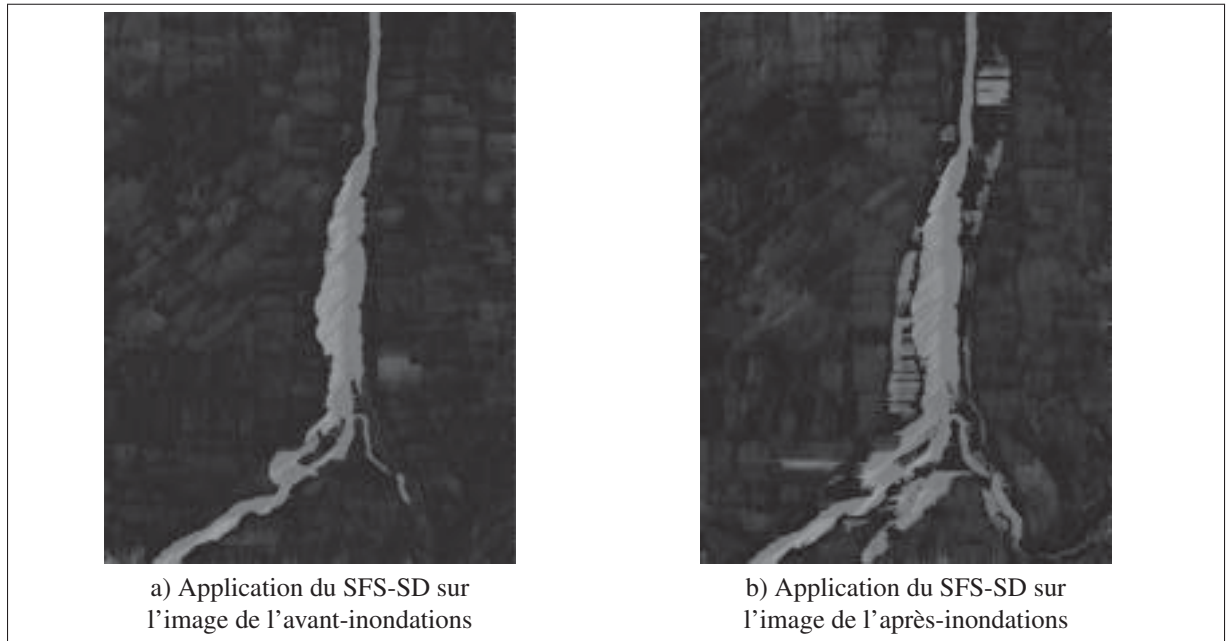 a) Application du SFS-SD sur
l'image de l'avant-inondations
b) Application du SFS-SD sur
l'image de l'après-inondations